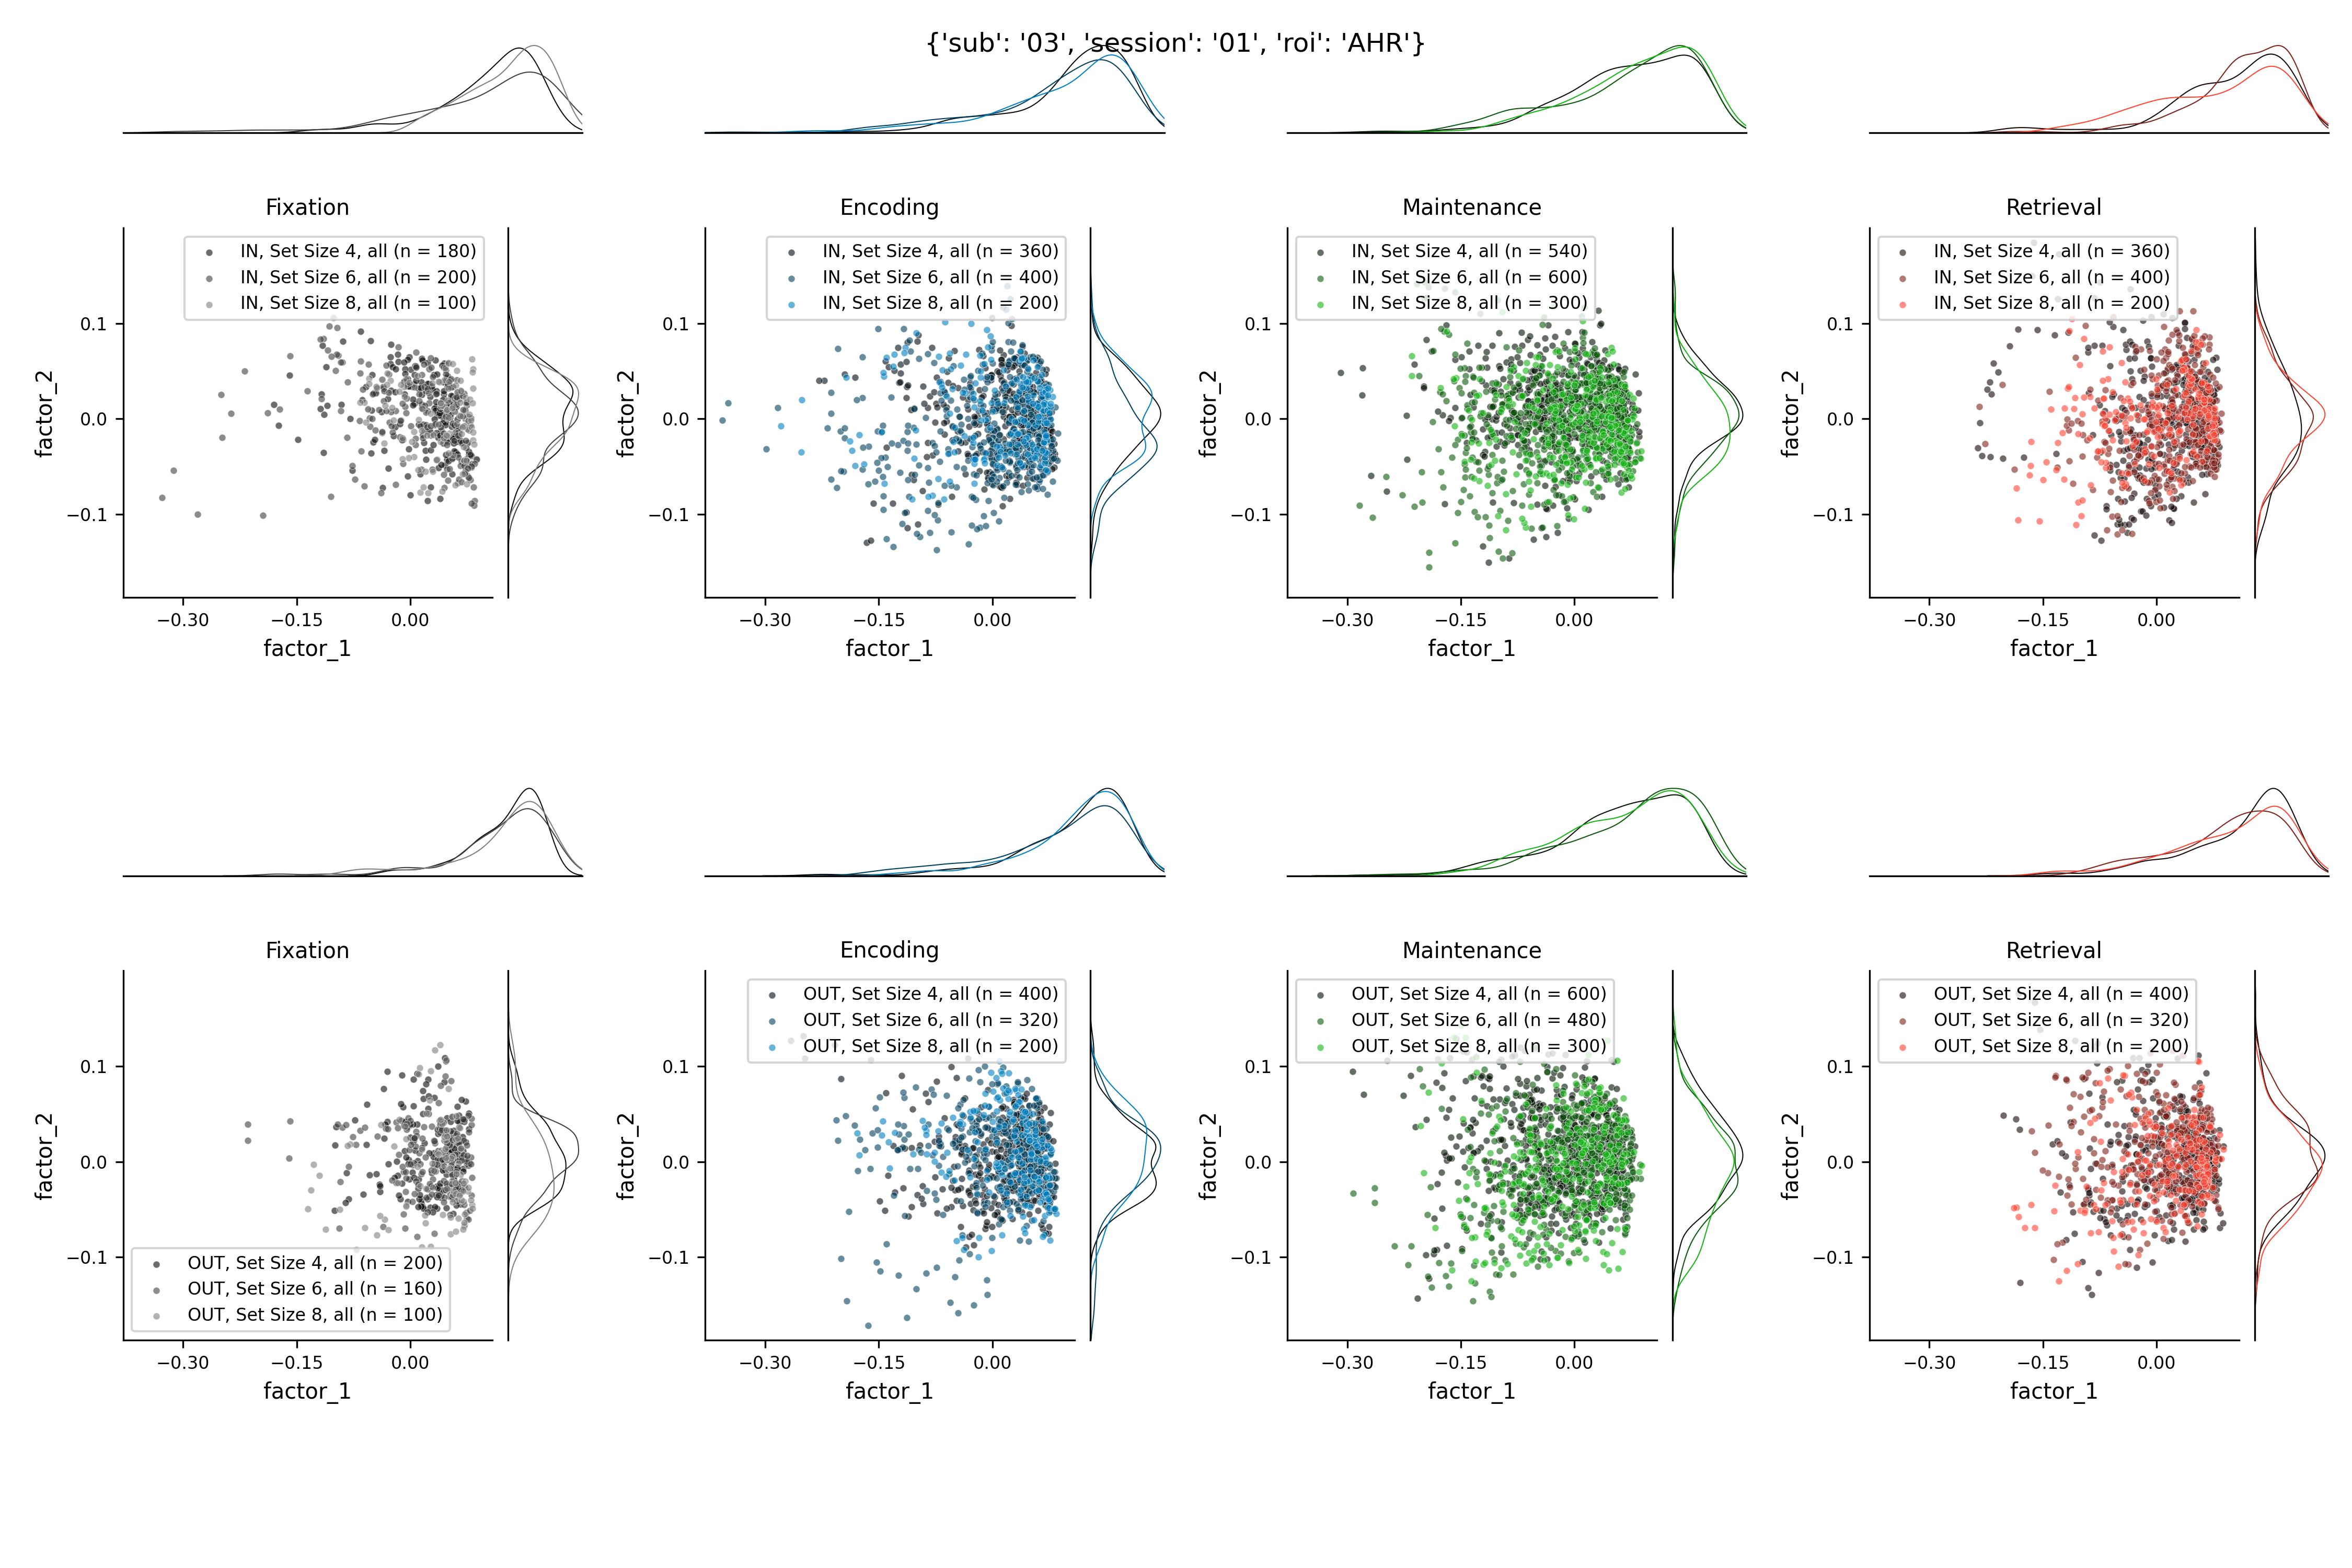 {'sub': '03', 'session': '01', 'roi': 'AHR'}
Fixation
IN, Set Size 4, all (n = 180)
IN, Set Size 6, all (n = 200)
IN, Set Size 8, all (n = 100)
0.1
0.0
−0.1
factor_2
−0.30
−0.15
0.00
factor_1
Encoding
IN, Set Size 4, all (n = 360)
IN, Set Size 6, all (n = 400)
IN, Set Size 8, all (n = 200)
0.1
0.0
−0.1
factor_2
−0.30
−0.15
0.00
factor_1
Maintenance
IN, Set Size 4, all (n = 540)
IN, Set Size 6, all (n = 600)
IN, Set Size 8, all (n = 300)
0.1
0.0
−0.1
factor_2
−0.30
−0.15
0.00
factor_1
Retrieval
IN, Set Size 4, all (n = 360)
IN, Set Size 6, all (n = 400)
IN, Set Size 8, all (n = 200)
0.1
0.0
−0.1
factor_2
−0.30
−0.15
0.00
factor_1
Fixation
0.1
0.0
−0.1
factor_2
OUT, Set Size 4, all (n = 200)
OUT, Set Size 6, all (n = 160)
OUT, Set Size 8, all (n = 100)
−0.30
−0.15
0.00
factor_1
Encoding
OUT, Set Size 4, all (n = 400)
OUT, Set Size 6, all (n = 320)
OUT, Set Size 8, all (n = 200)
0.1
0.0
−0.1
factor_2
−0.30
−0.15
0.00
factor_1
Maintenance
OUT, Set Size 4, all (n = 600)
OUT, Set Size 6, all (n = 480)
OUT, Set Size 8, all (n = 300)
0.1
0.0
−0.1
factor_2
−0.30
−0.15
0.00
factor_1
Retrieval
OUT, Set Size 4, all (n = 400)
OUT, Set Size 6, all (n = 320)
OUT, Set Size 8, all (n = 200)
0.1
0.0
−0.1
factor_2
−0.30
−0.15
0.00
factor_1